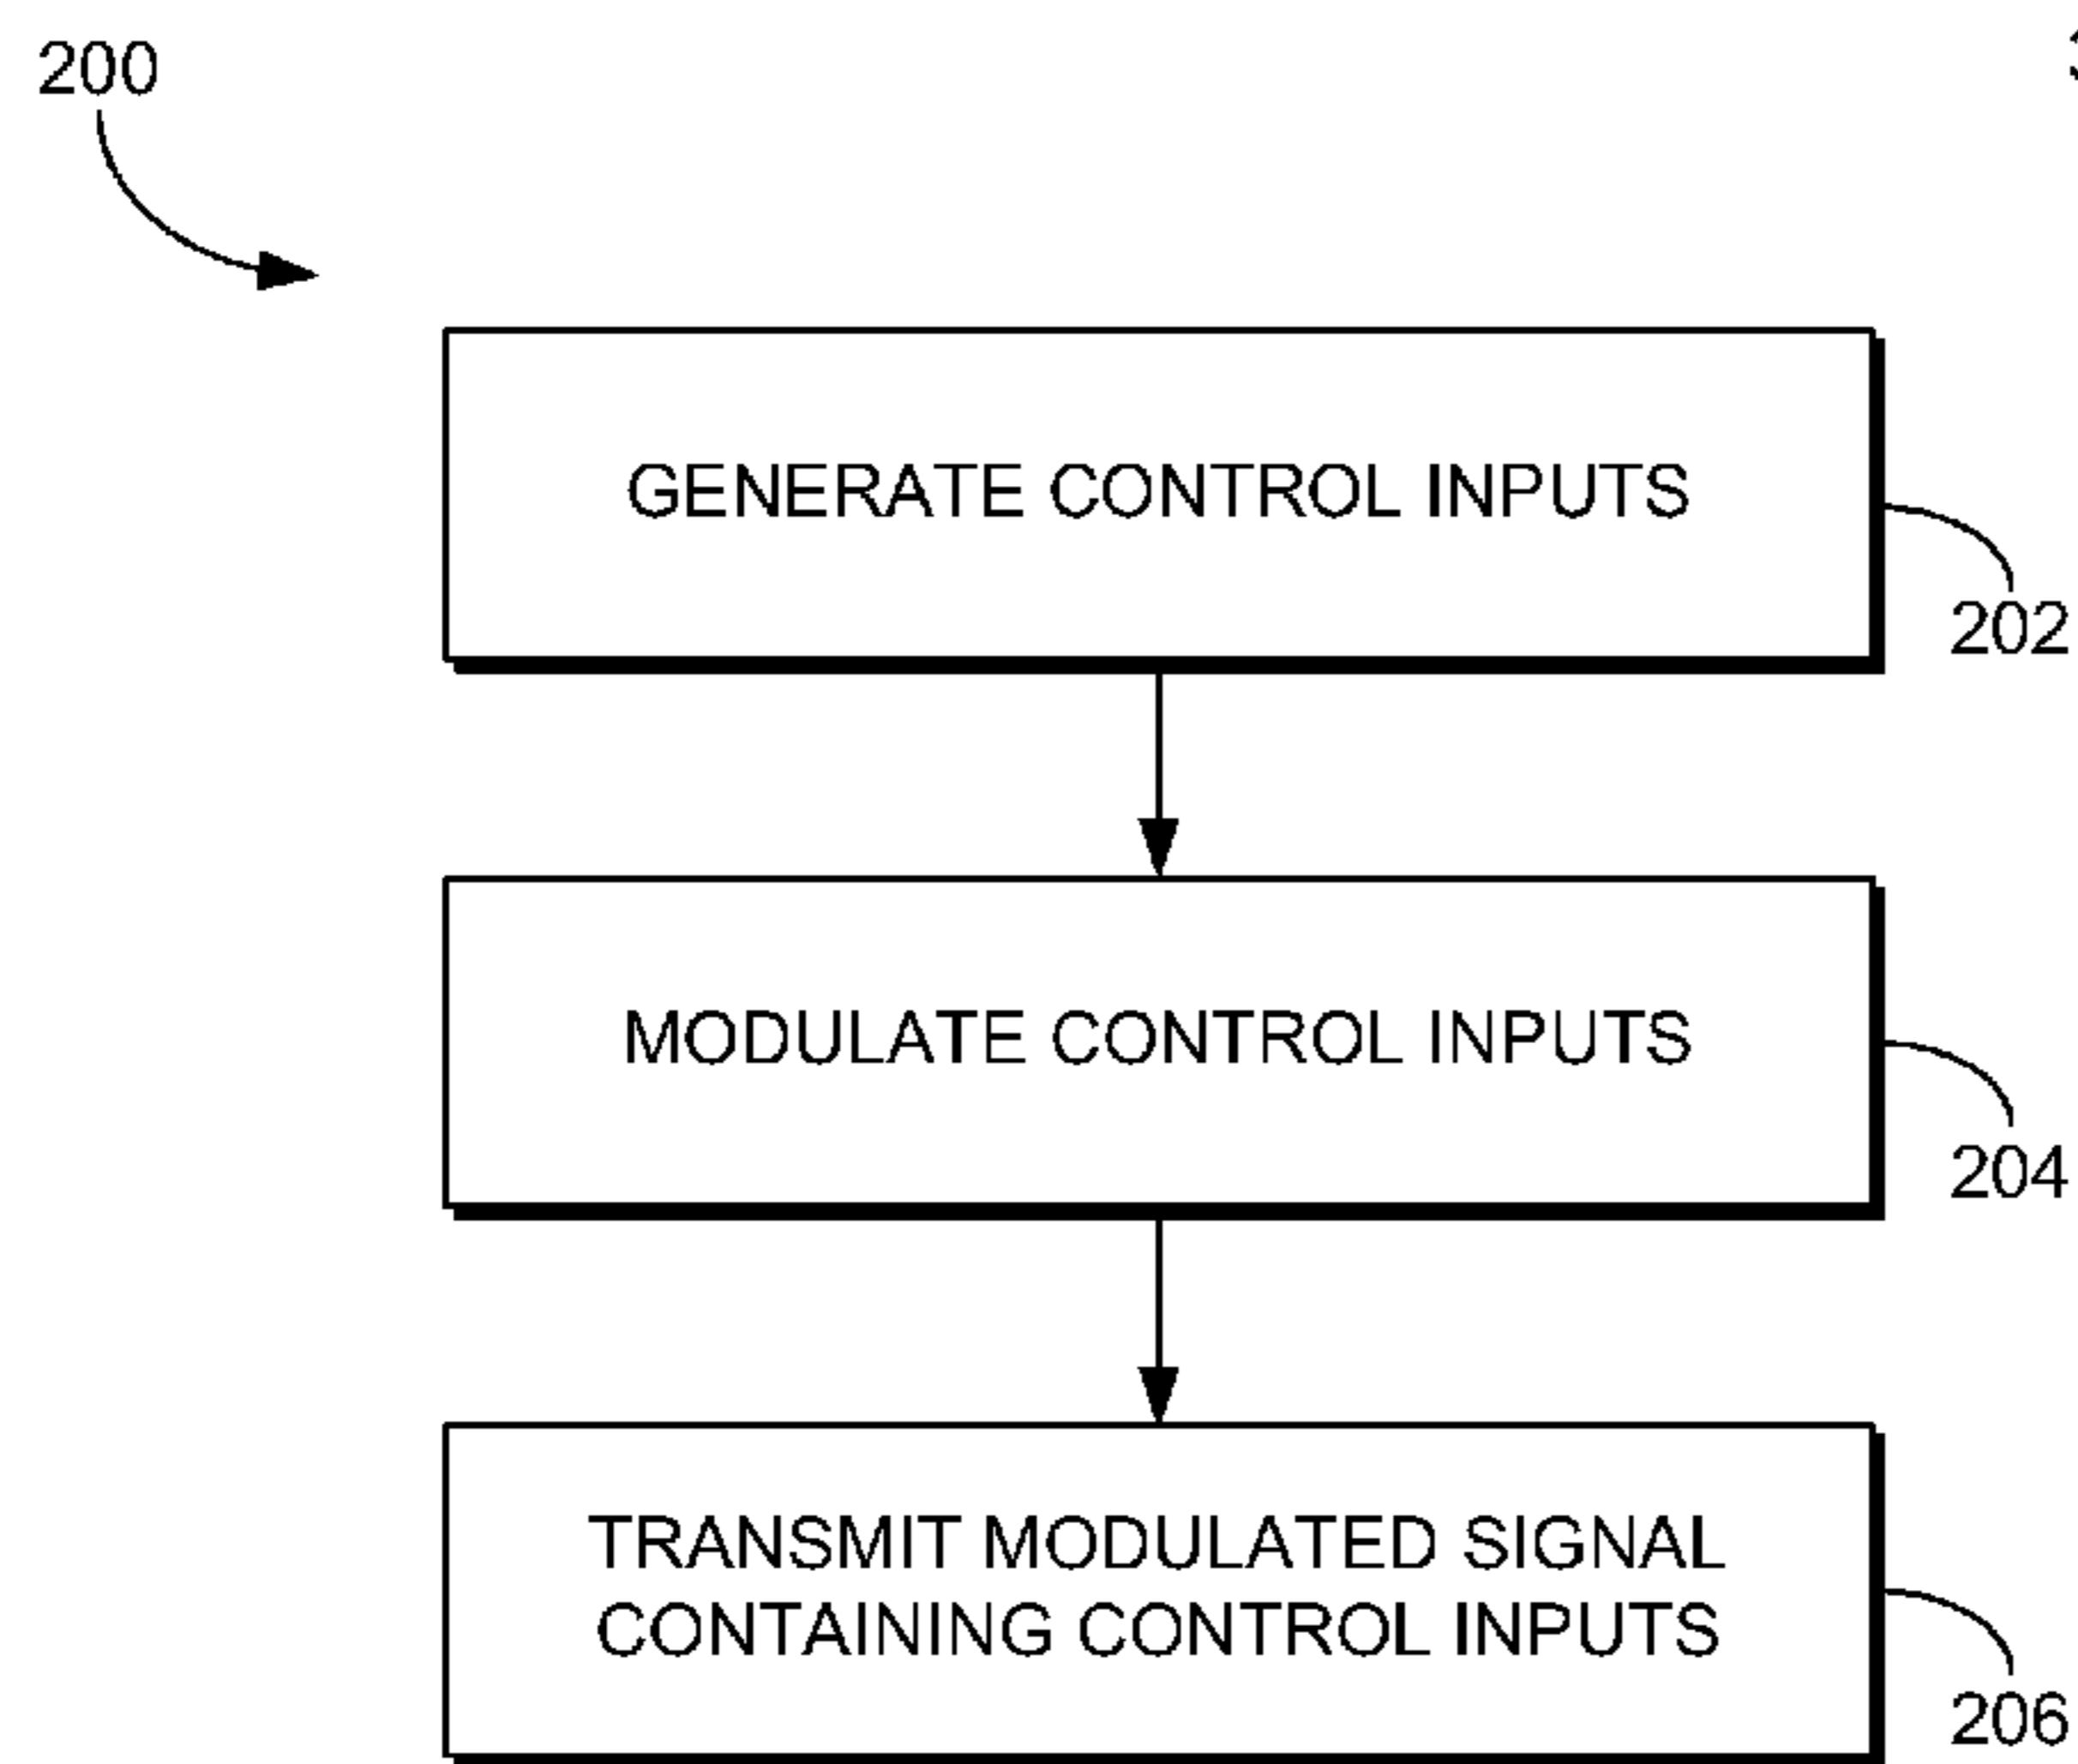 200
GENERATE CONTROL INPUTS
202
MODULATE CONTROL INPUTS
204
TRANSMIT MODULATED SIGNAL
CONTAINING CONTROL INPUTS
206